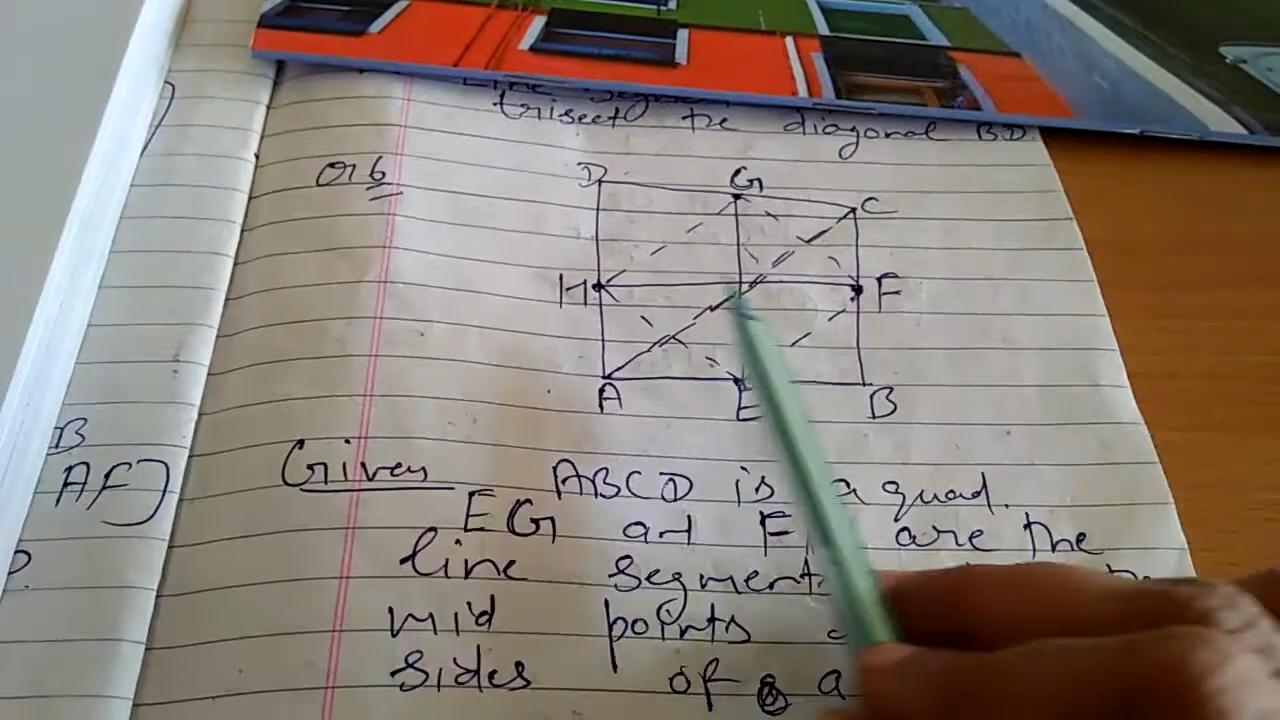 trisect the diagonal BD
Q6
D G C
H F
A E B
B
AF)
Given ABCD is a quad.
EG and F are the
line segment
mid points
sides of a